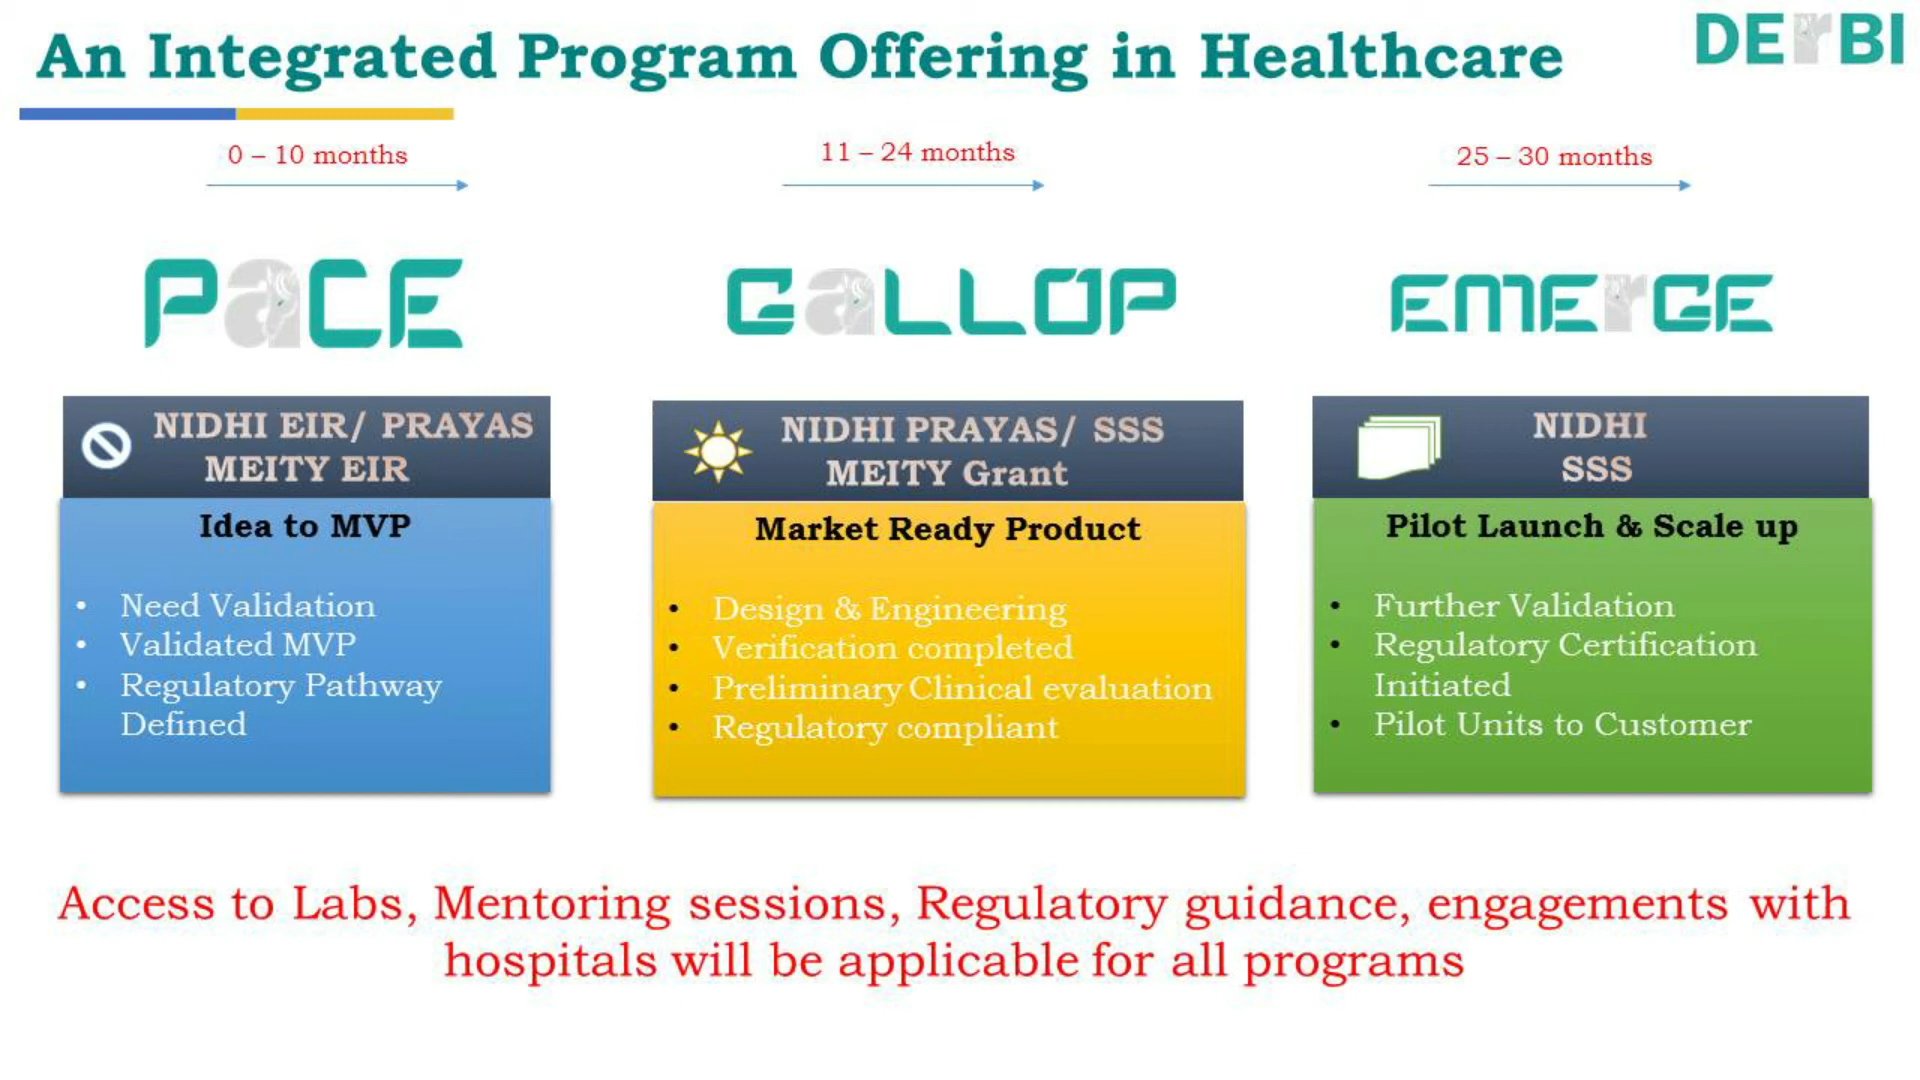 An Integrated Program Offering in Healthcare
DErBI
0 – 10 months
11 – 24 months
25 – 30 months
PaCE
GaLLOP
EMErGE
NIDHI EIR/ PRAYAS
MEITY EIR
Idea to MVP
• Need Validation
• Validated MVP
• Regulatory Pathway
Defined
NIDHI PRAYAS/ SSS
MEITY Grant
Market Ready Product
• Design & Engineering
• Verification completed
• Preliminary Clinical evaluation
• Regulatory compliant
NIDHI
SSS
Pilot Launch & Scale up
• Further Validation
• Regulatory Certification
Initiated
• Pilot Units to Customer
Access to Labs, Mentoring sessions, Regulatory guidance, engagements with
hospitals will be applicable for all programs